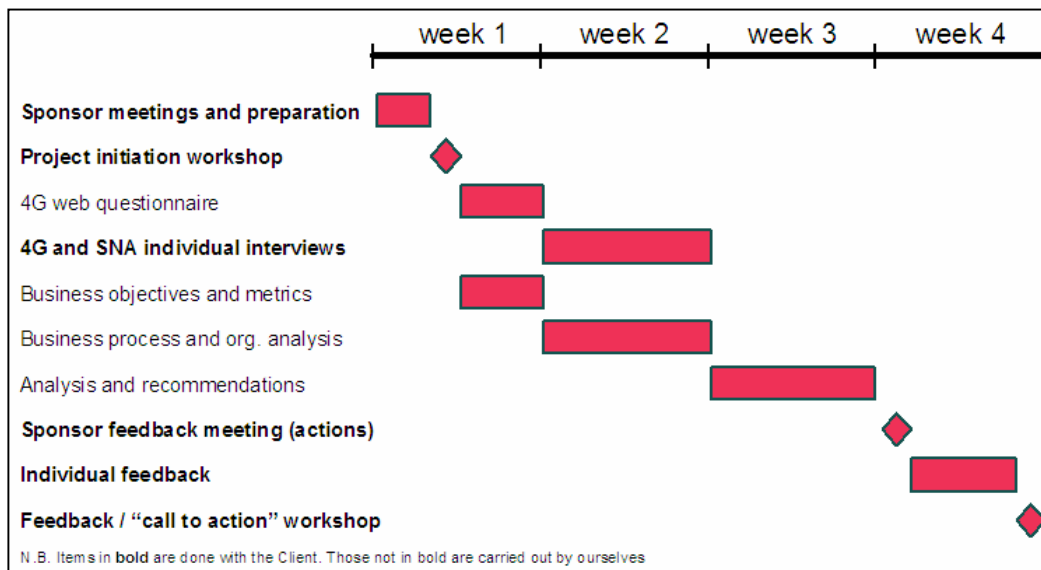 week 1 week 2 week 3 week 4
Sponsor meetings and preparation
Project initiation workshop
4G web questionnaire
4G and SNA individual interviews
Business objectives and metrics
Business process and org. analysis
Analysis and recommendations
Sponsor feedback meeting (actions)
Individual feedback
Feedback / “call to action” workshop
N.B. Items in bold are done with the Client. Those not in bold are carried out by ourselves